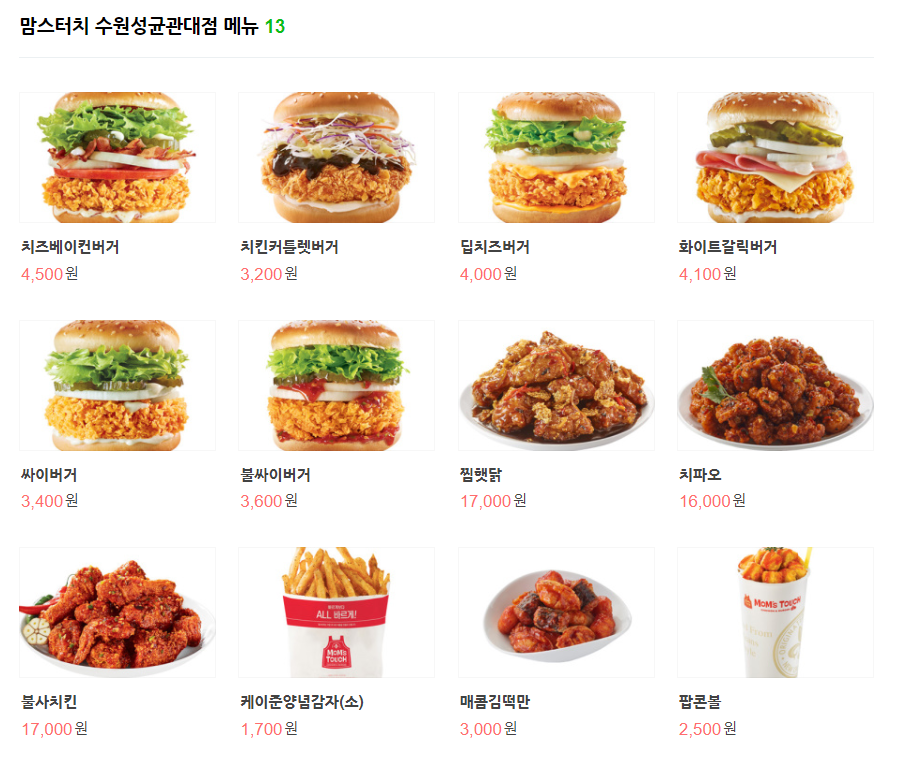 맘스터치 수원성균관대점 메뉴 13
치즈베이컨버거
4,500원
치킨커틀렛버거
3,200원
딥치즈버거
4,000원
화이트갈릭버거
4,100원
싸이버거
3,400원
불싸이버거
3,600원
찜햇닭
17,000원
치파오
16,000원
ALL 바르게!
MOM's
TOUCH
MOM's TOUCH
불사치킨
17,000원
케이준양념감자(소)
1,700원
매콤김떡만
3,000원
팝콘볼
2,500원